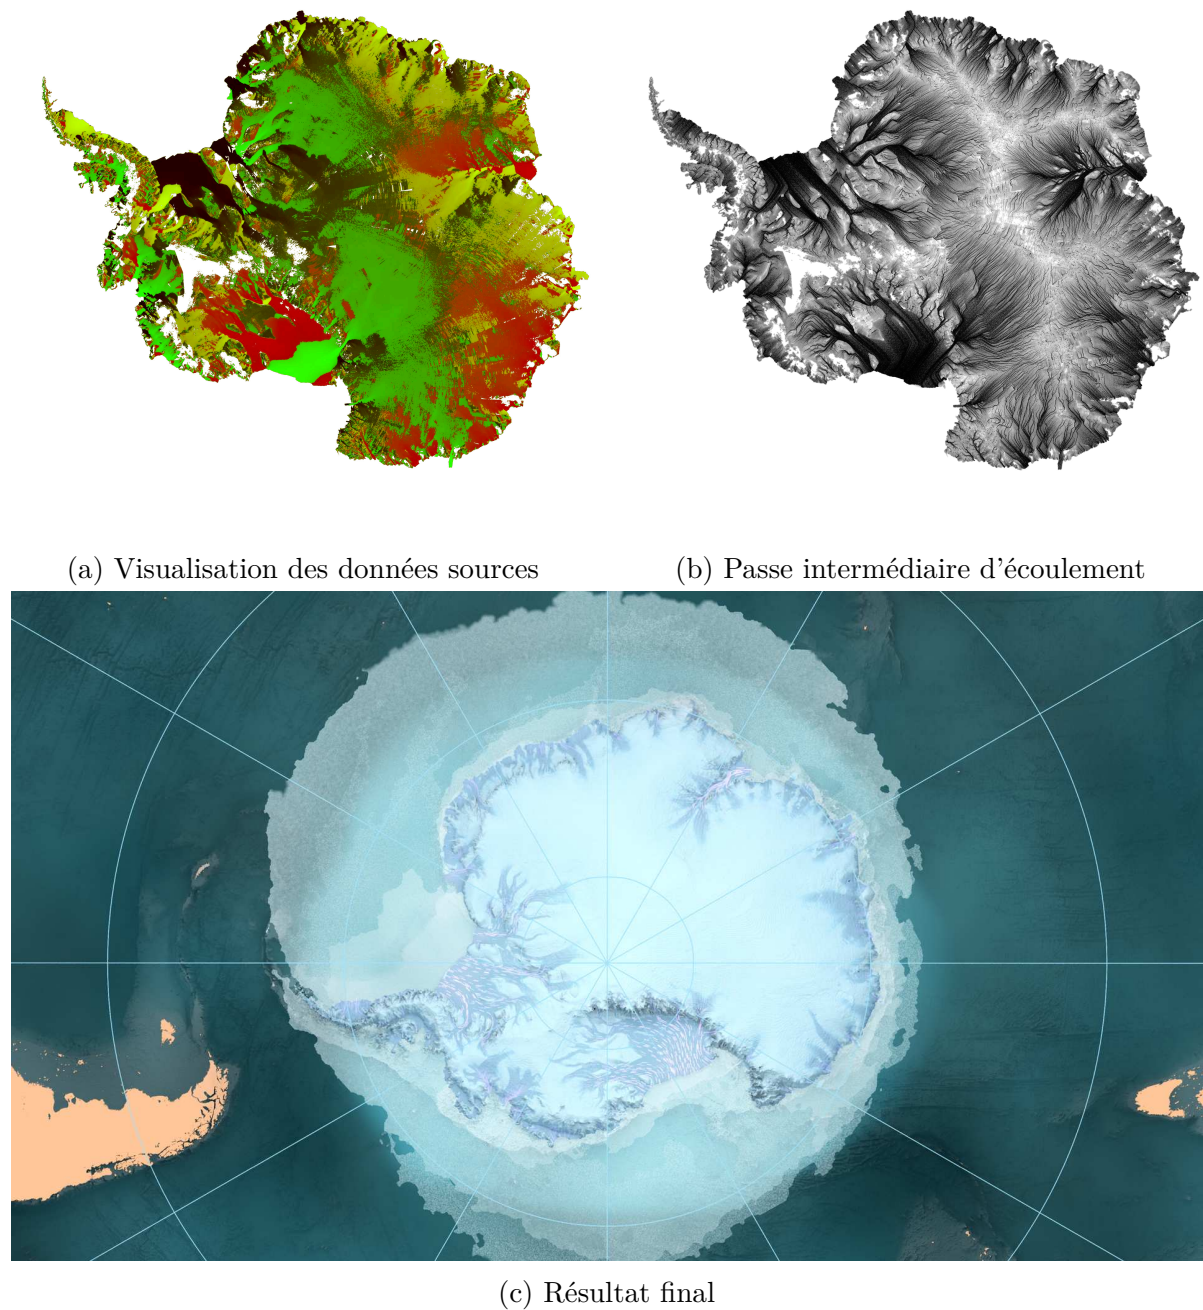 (a) Visualisation des données sources
(b) Passe intermédiaire d'écoulement
(c) Résultat final